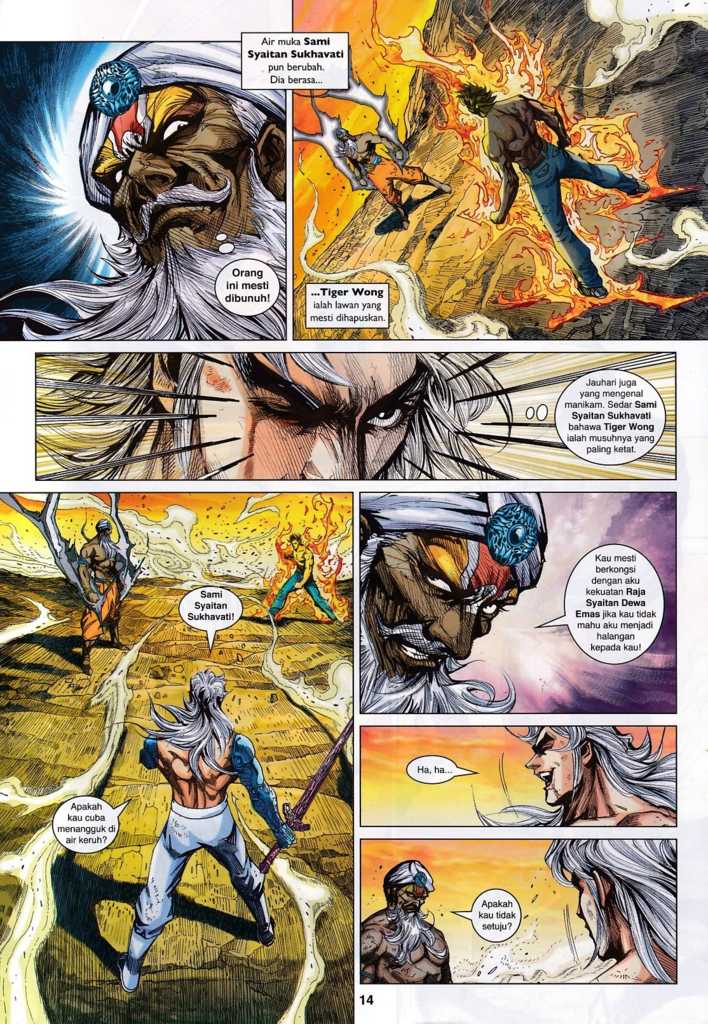 Air muka Sami
Syaitan Sukhavati
pun berubah.
Dia berasa...
Orang
ini mesti
dibunuh!
...Tiger Wong
ialah lawan yang
mesti dihapuskan.
Jauhari juga
yang mengenal
manikam. Sedar Sami
Syaitan Sukhavati
bahawa Tiger Wong
ialah musuhnya yang
paling ketat.
Sami
Syaitan
Sukhavati!
Apakah
kau cuba
menangguk di
air keruh?
Kau mesti
berkongsi
dengan aku
kekuatan Raja
Syaitan Dewa
Emas jika kau tidak
mahu aku menjadi
halangan
kepada kau!
Ha, ha...
Apakah
kau tidak
setuju?
14